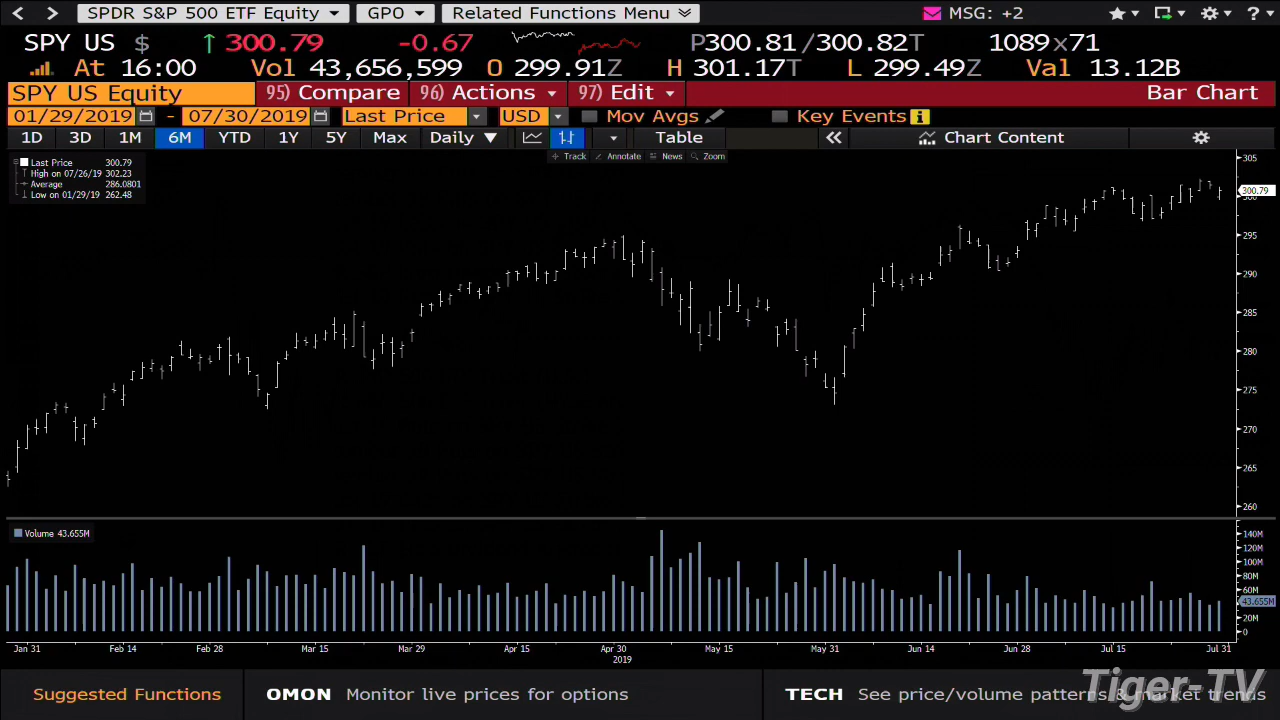 SPDR S&P 500 ETF Equity GPO Related Functions Menu MSG: +2 ?
SPY US $ ↑ 300.79 -0.67 P300.81/300.82T 1089x71
At 16:00 Vol 43,656,599 O 299.91Z H 301.17T L 299.49Z Val 13.12B
SPY US Equity 95) Compare 96) Actions 97) Edit Bar Chart
01/29/2019 - 07/30/2019 Last Price USD Mov Avgs Key Events i
1D 3D 1M 6M YTD 1Y 5Y Max Daily ▼ Table « Chart Content
Track Annotate News Zoom
Last Price 300.79
High on 07/26/19 302.23
Average 286.0801
Low on 01/29/19 262.48
305
300.79
300
295
290
285
280
275
270
265
260
Volume 43.655M
140M
120M
100M
80M
60M
43.655M
20M
0
Jan 31 Feb 14 Feb 28 Mar 15 Mar 29 Apr 15 Apr 30 May 15 May 31 Jun 14 Jun 28 Jul 15 Jul 31
2019
Suggested Functions OMON Monitor live prices for options TECH See price/volume patterns & market trends
Tiger-TV